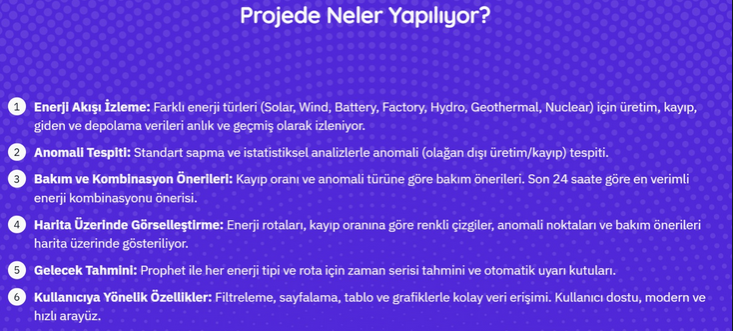 Projede Neler Yapılıyor?
1 Enerji Akışı İzleme: Farklı enerji türleri (Solar, Wind, Battery, Factory, Hydro, Geothermal, Nuclear) için üretim, kayıp,
giden ve depolama verileri anlık ve geçmiş olarak izleniyor.
2 Anomali Tespiti: Standart sapma ve istatistiksel analizlerle anomali (olağan dışı üretim/kayıp) tespiti.
3 Bakım ve Kombinasyon Önerileri: Kayıp oranı ve anomali türüne göre bakım önerileri. Son 24 saate göre en verimli
enerji kombinasyonu önerisi.
4 Harita Üzerinde Görselleştirme: Enerji rotaları, kayıp oranına göre renkli çizgiler, anomali noktaları ve bakım önerileri
harita üzerinde gösteriliyor.
5 Gelecek Tahmini: Prophet ile her enerji tipi ve rota için zaman serisi tahmini ve otomatik uyarı kutuları.
6 Kullanıcıya Yönelik Özellikler: Filtreleme, sayfalama, tablo ve grafiklerle kolay veri erişimi. Kullanıcı dostu, modern ve
hızlı arayüz.